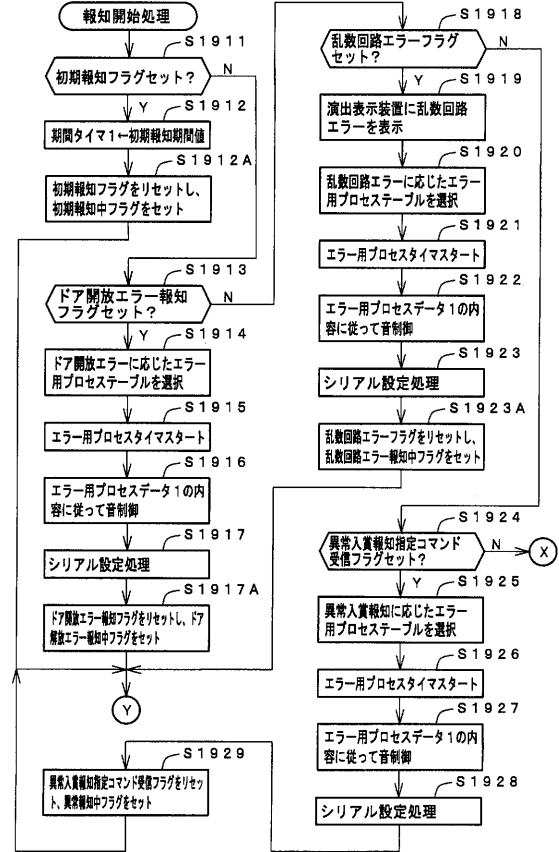 報知開始処理
S1911
初期報知フラグセット?
N
Y
S1912
期間タイマ1←初期報知期間値
S1912A
初期報知フラグをリセットし、
初期報知中フラグをセット
S1913
ドア開放エラー報知
フラグセット?
N
Y
S1914
ドア開放エラーに応じたエラー
用プロセステーブルを選択
S1915
エラー用プロセスタイマスタート
S1916
エラー用プロセスデータ1の内
容に従って音制御
S1917
シリアル設定処理
S1917A
ドア開放エラー報知フラグをリセットし、ドア
解放エラー報知中フラグをセット
Y
S1918
乱数回路エラーフラグ
セット?
N
Y
S1919
演出表示装置に乱数回路
エラーを表示
S1920
乱数回路エラーに応じたエラー
用プロセステーブルを選択
S1921
エラー用プロセスタイマスタート
S1922
エラー用プロセスデータ1の内
容に従って音制御
S1923
シリアル設定処理
S1923A
乱数回路エラーフラグをリセットし、
乱数回路エラー報知中フラグをセット
S1924
異常入賞報知指定コマンド
受信フラグセット?
N
X
Y
S1925
異常入賞報知に応じたエラー
用プロセステーブルを選択
S1926
エラー用プロセスタイマスタート
S1927
エラー用プロセスデータ1の内
容に従って音制御
S1928
シリアル設定処理
S1929
異常入賞報知指定コマンド受信フラグをリセッ
ト、異常報知中フラグをセット